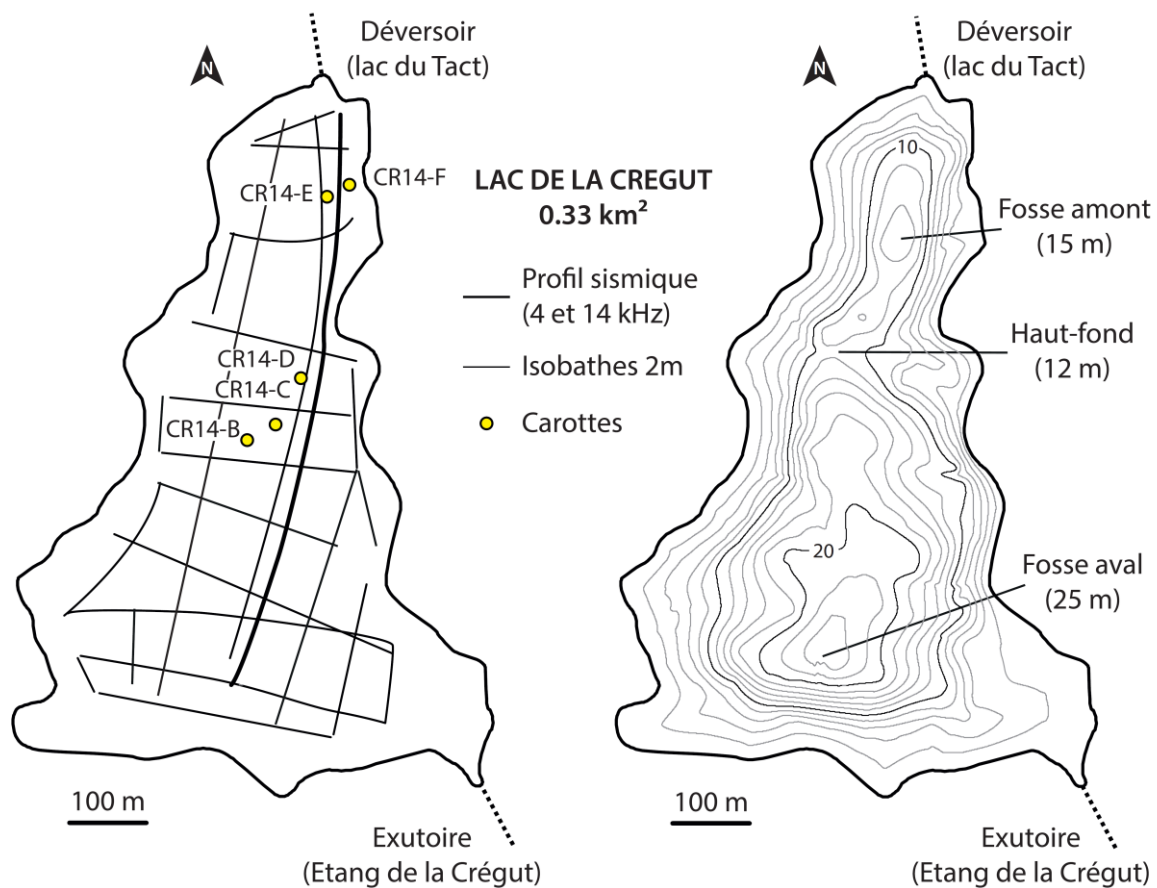 Déversoir
(lac du Tact)
N
CR14-E
CR14-F
CR14-D
CR14-C
CR14-B
100 m
Exutoire
(Etang de la Crégut)
LAC DE LA CREGUT
0.33 km²
Profil sismique
(4 et 14 kHz)
Isobathes 2m
Carottes
Déversoir
(lac du Tact)
N
10
Fosse amont
(15 m)
Haut-fond
(12 m)
20
Fosse aval
(25 m)
100 m
Exutoire
(Etang de la Crégut)